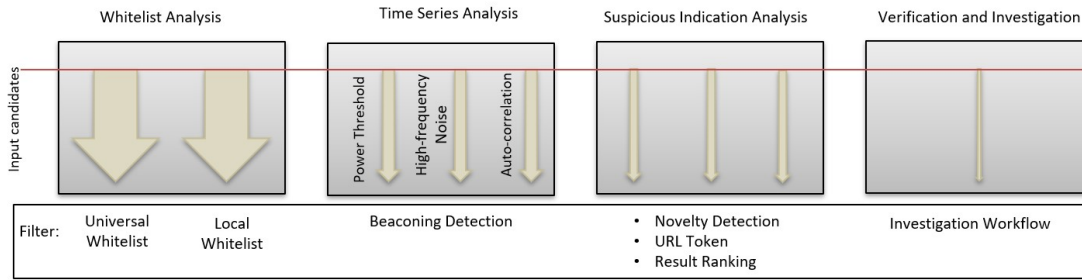 Whitelist Analysis
Time Series Analysis
Suspicious Indication Analysis
Verification and Investigation
Input candidates
Power Threshold
High-frequency
Noise
Auto-correlation
Filter:
Universal
Whitelist
Local
Whitelist
Beaconing Detection
• Novelty Detection
• URL Token
• Result Ranking
Investigation Workflow